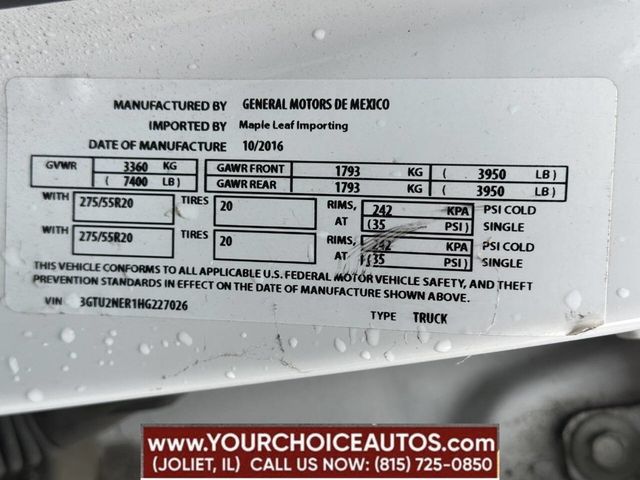 MANUFACTURED BY GENERAL MOTORS DE MEXICO
IMPORTED BY Maple Leaf Importing
DATE OF MANUFACTURE 10/2016
GVWR 3360 KG GAWR FRONT 1793 KG ( 3950 LB )
( 7400 LB ) GAWR REAR 1793 KG ( 3950 LB )
WITH 275/55R20 TIRES 20 RIMS, 242 KPA PSI COLD
AT (35 PSI ) SINGLE
WITH 275/55R20 TIRES 20 RIMS, 242 KPA PSI COLD
AT (35 PSI ) SINGLE
THIS VEHICLE COMFORTS TO ALL APPLICABLE U.S. FEDERAL MOTOR VEHICLE SAFETY, AND THEFT
PREVENTION STANDARDS IN EFFECT ON THE DATE OF MANUFACTURE SHOWN ABOVE.
VIN 3GTU2NER1HG227026 TYPE TRUCK
WWW.YOURCHOICEAUTOS.COM
(JOLIET, IL) CALL US NOW: (815) 725-0850